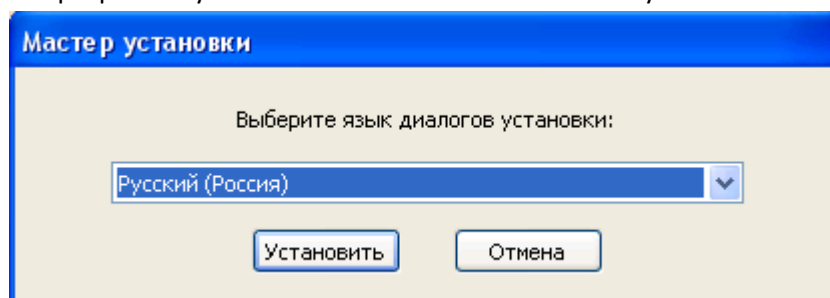 Мастер установки
Выберите язык диалогов установки:
Русский (Россия)
Установить Отмена